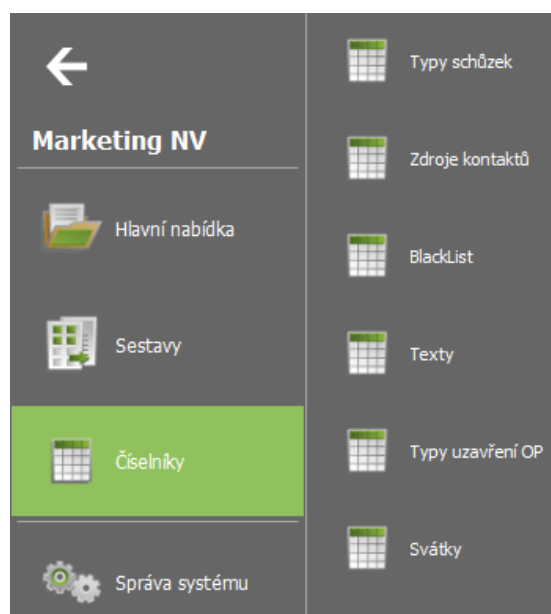 Marketing NV
Hlavní nabídka
Sestavy
Číselníky
Správa systému
Typy schůzek
Zdroje kontaktů
BlackList
Texty
Typy uzavření OP
Svátky